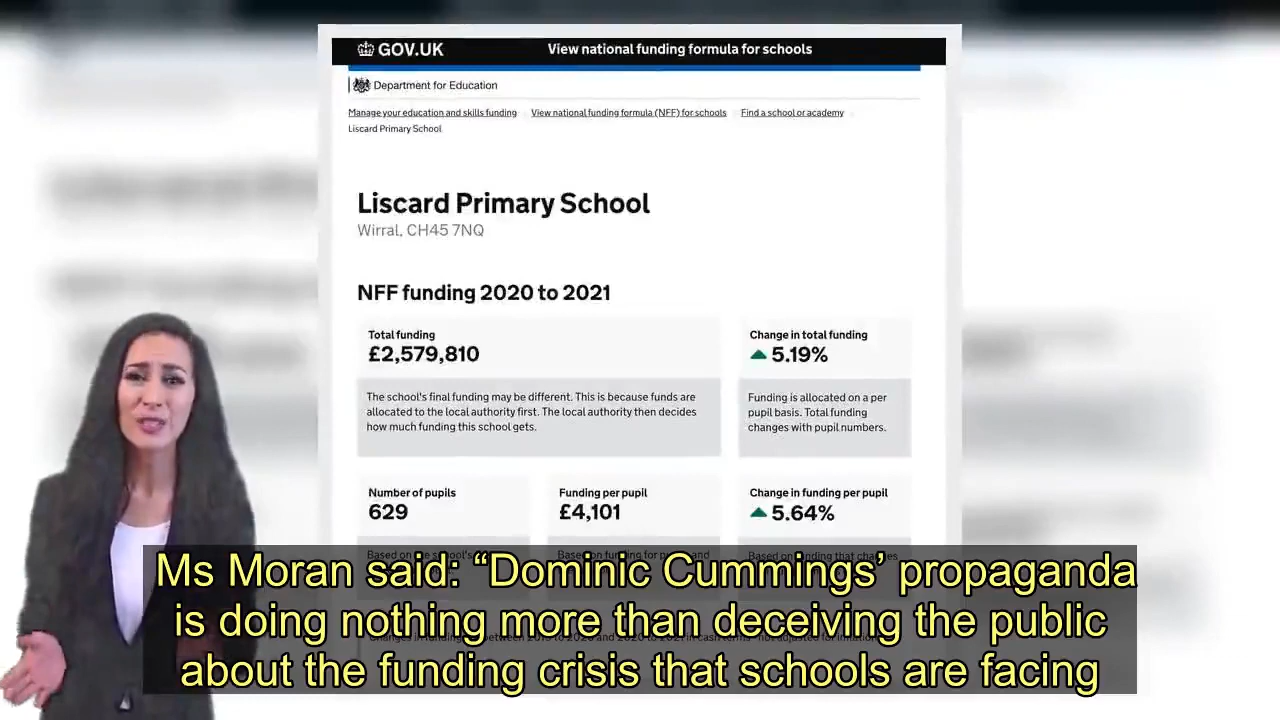 GOV.UK
View national funding formula for schools
Department for Education
Manage your education and skills funding View national funding formula (NFF) for schools Find a school or academy
Liscard Primary School
Liscard Primary School
Wirral, CH45 7NQ
NFF funding 2020 to 2021
Total funding
£2,579,810
The school's final funding may be different. This is because funds are
allocated to the local authority first. The local authority then decides
how much funding this school gets.
Change in total funding
5.19%
Funding is allocated on a per
pupil basis. Total funding
changes with pupil numbers.
Number of pupils
629
Funding per pupil
£4,101
Change in funding per pupil
5.64%
Ms Moran said: “Dominic Cummings’ propaganda
is doing nothing more than deceiving the public
about the funding crisis that schools are facing